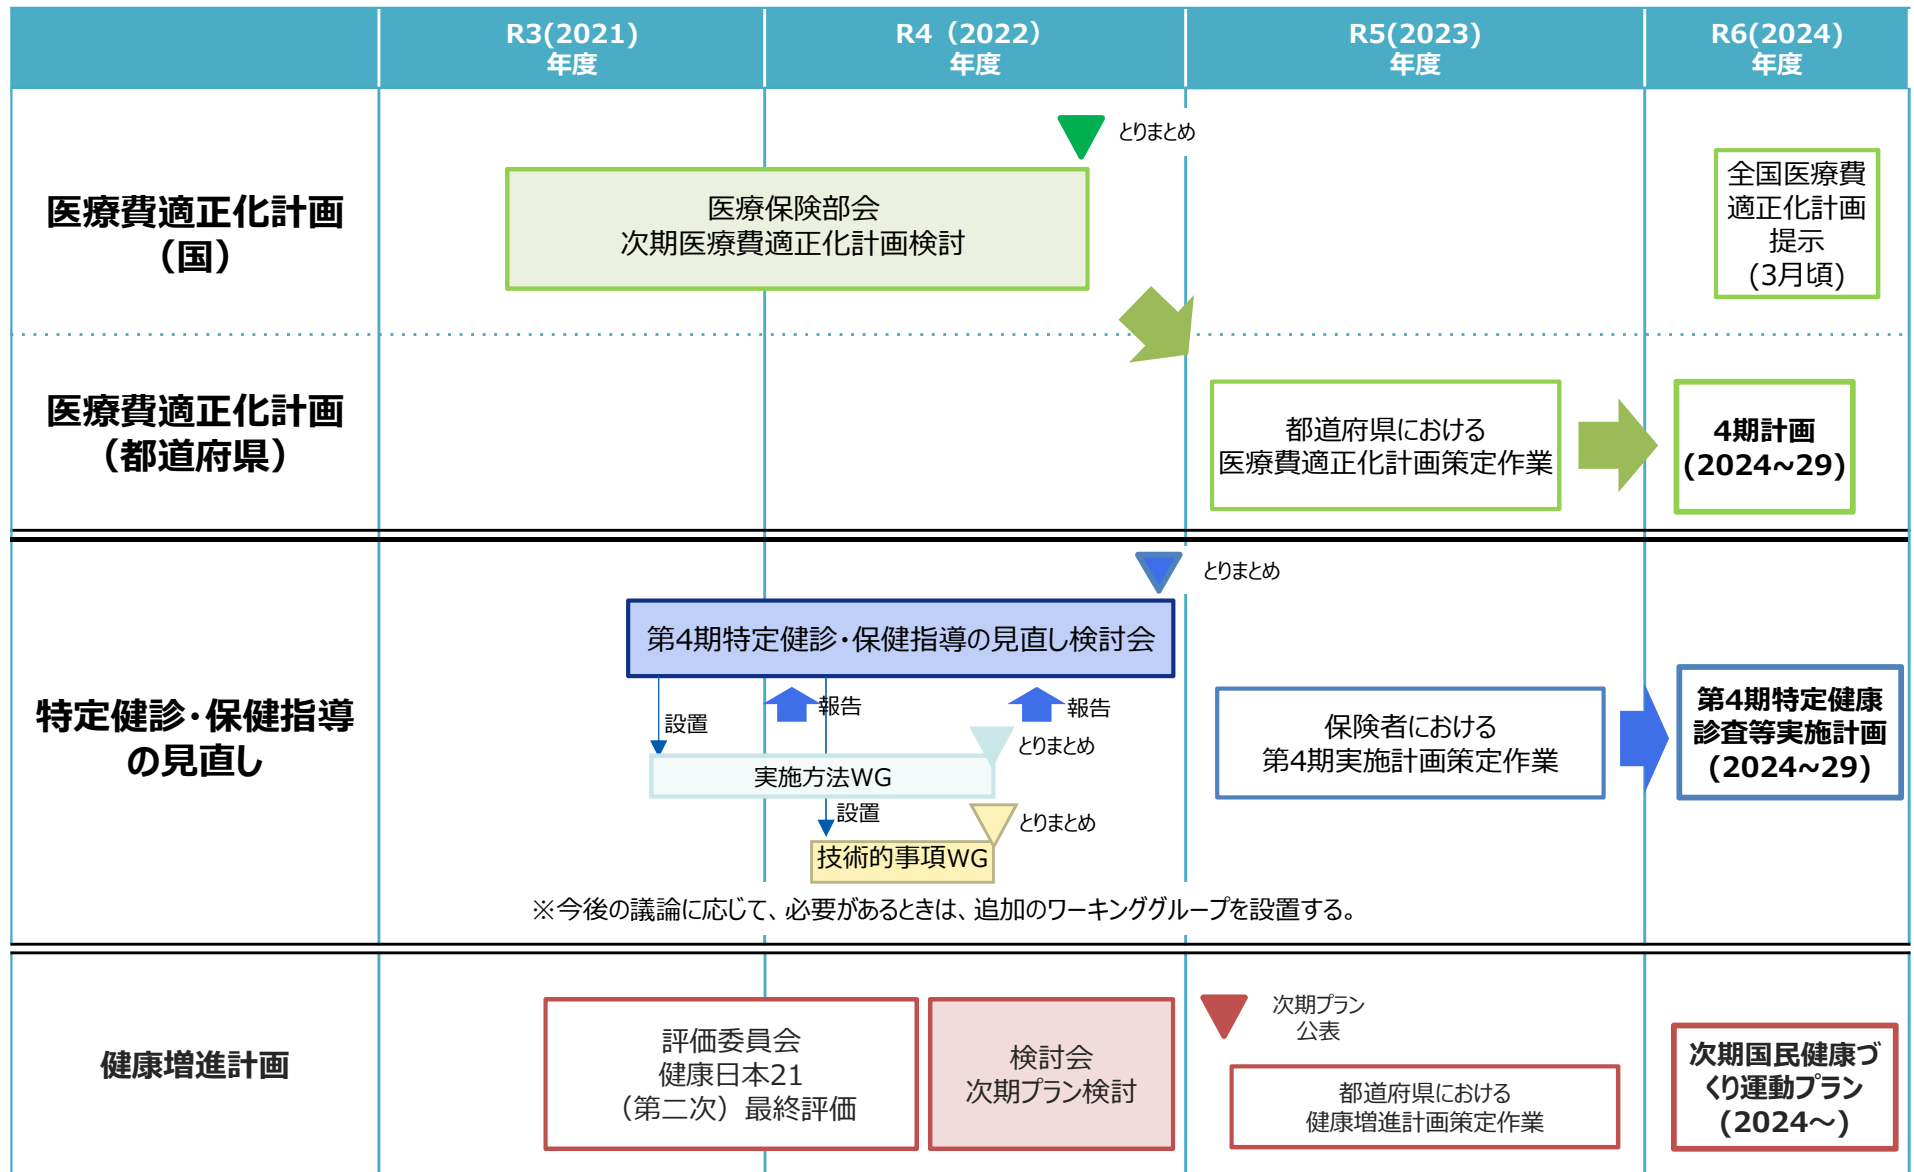 R3(2021)
年度
R4（2022）
年度
R5(2023)
年度
R6(2024)
年度
医療費適正化計画
（国）
とりまとめ
医療保険部会
次期医療費適正化計画検討
全国医療費
適正化計画
提示
(3月頃)
医療費適正化計画
（都道府県）
都道府県における
医療費適正化計画策定作業
4期計画
(2024~29)
特定健診・保健指導
の見直し
とりまとめ
第4期特定健診・保健指導の見直し検討会
設置
報告
報告
とりまとめ
実施方法WG
設置
とりまとめ
技術的事項WG
※今後の議論に応じて、必要があるときは、追加のワーキンググループを設置する。
保険者における
第4期実施計画策定作業
第4期特定健康
診査等実施計画
(2024~29)
健康増進計画
評価委員会
健康日本21
（第二次）最終評価
検討会
次期プラン検討
次期プラン
公表
都道府県における
健康増進計画策定作業
次期国民健康づ
くり運動プラン
(2024～)